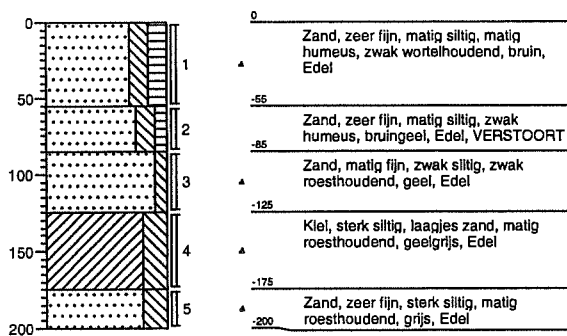 0
50
100
150
200
1
2
3
4
5
0
Zand, zeer fijn, matig siltig, matig
humeus, zwak wortelhoudend, bruin,
Edel
-55
Zand, zeer fijn, matig siltig, zwak
humeus, bruingeel, Edel, VERSTOORT
-85
Zand, matig fijn, zwak siltig, zwak
roesthoudend, geel, Edel
-125
Klei, sterk siltig, laagjes zand, matig
roesthoudend, geelgrijs, Edel
-175
Zand, zeer fijn, sterk siltig, matig
roesthoudend, grijs, Edel
-200